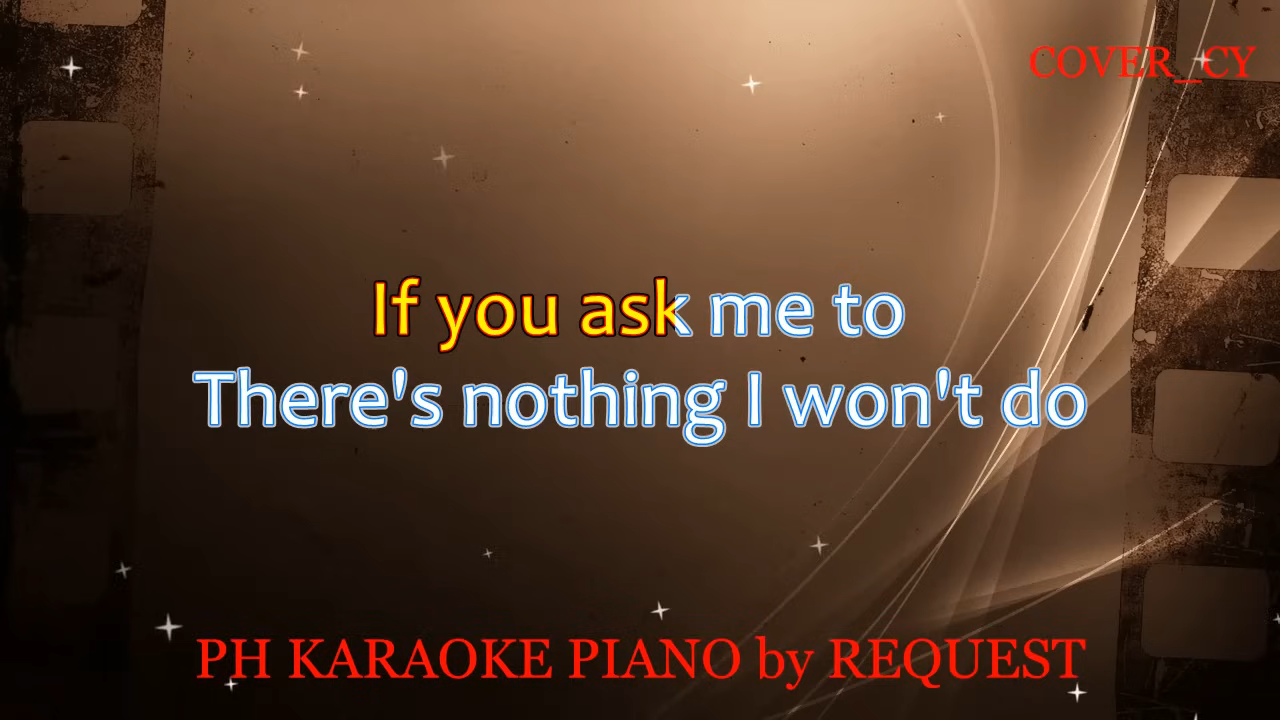 COVER_CY
If you ask me to
There's nothing I won't do
PH KARAOKE PIANO by REQUEST